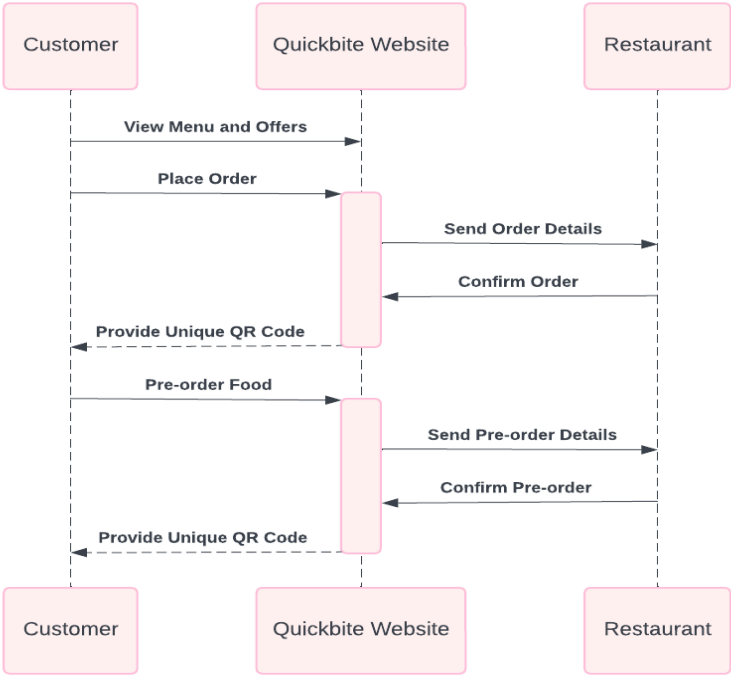 Customer
Quickbite Website
Restaurant
View Menu and Offers
Place Order
Send Order Details
Confirm Order
Provide Unique QR Code
Pre-order Food
Send Pre-order Details
Confirm Pre-order
Provide Unique QR Code
Customer
Quickbite Website
Restaurant